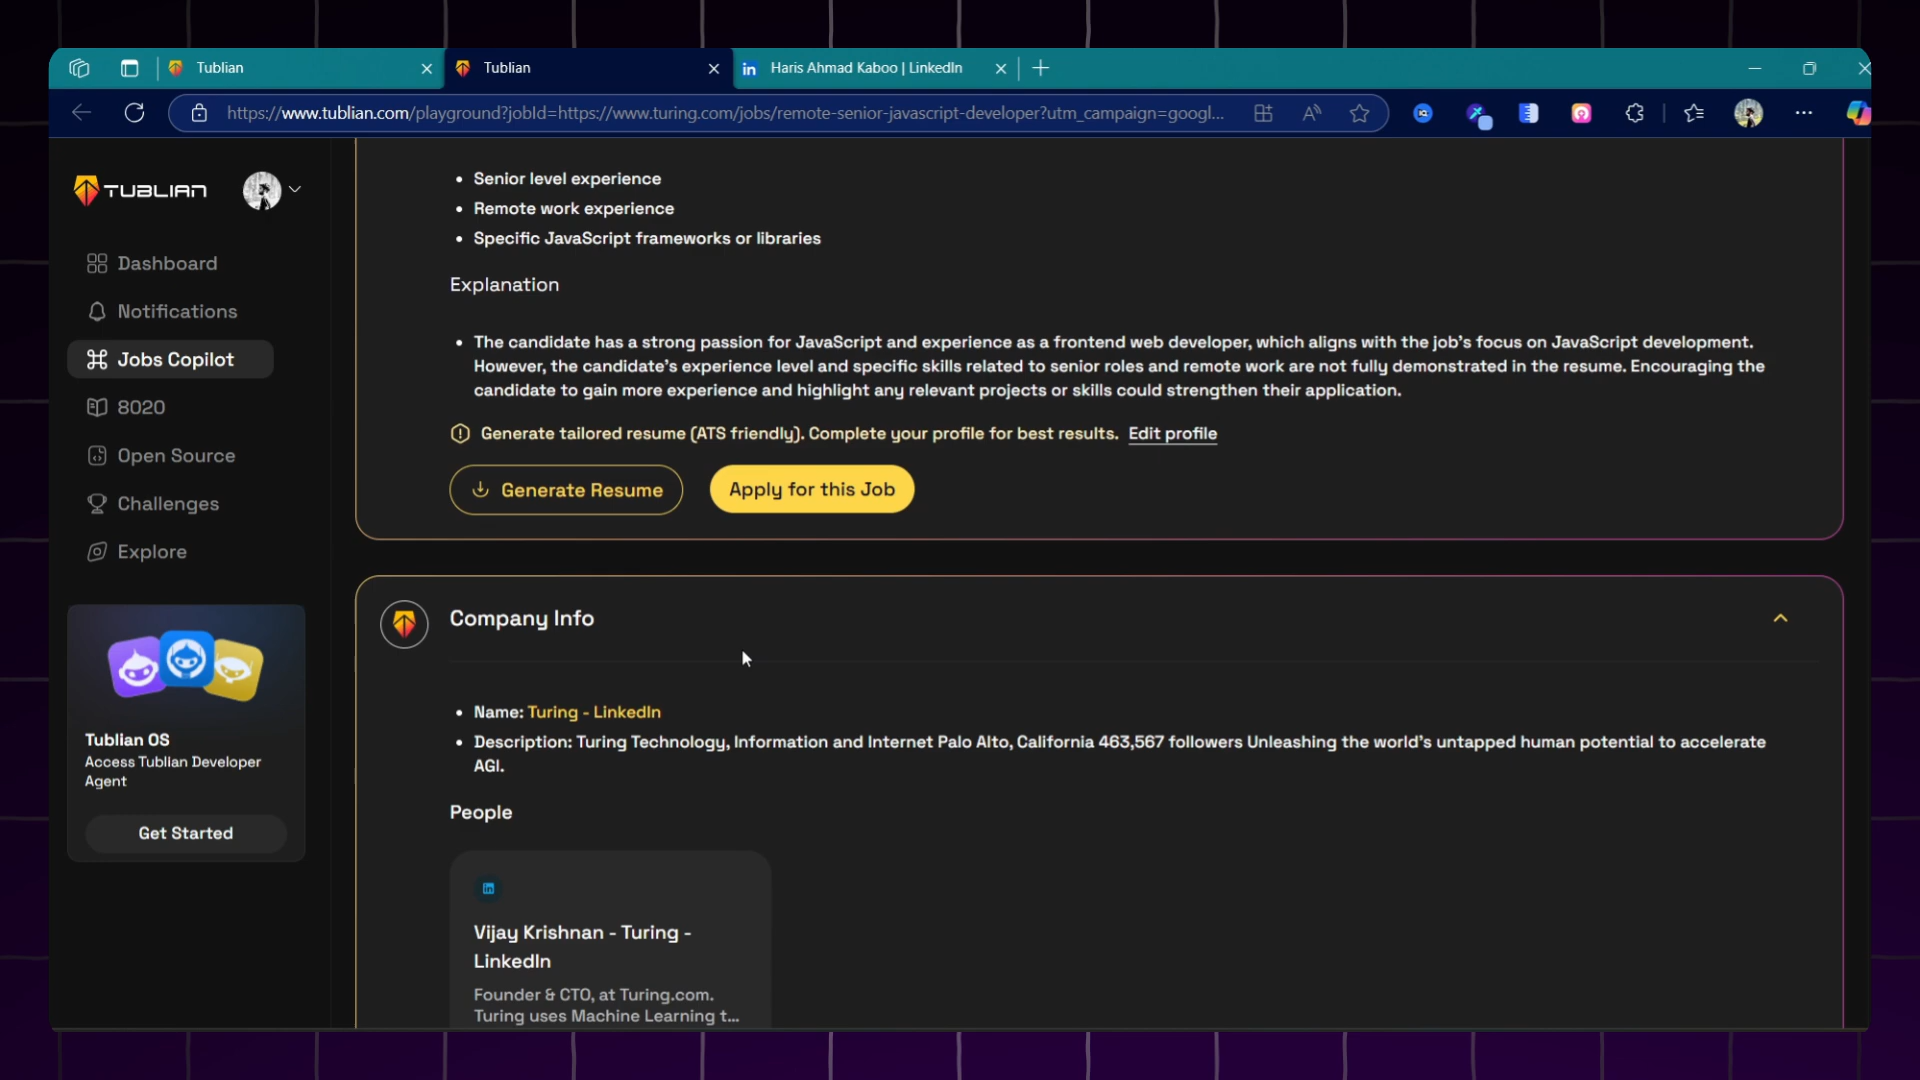 Tublian
Tublian
Haris Ahmad Kaboo | LinkedIn
https://www.tublian.com/playground?jobId=https://www.turing.com/jobs/remote-senior-javascript-developer?utm_campaign=googl...
TUBLIAN
Dashboard
Notifications
Jobs Copilot
8020
Open Source
Challenges
Explore
Tublian OS
Access Tublian Developer
Agent
Get Started
• Senior level experience
• Remote work experience
• Specific JavaScript frameworks or libraries
Explanation
• The candidate has a strong passion for JavaScript and experience as a frontend web developer, which aligns with the job's focus on JavaScript development.
However, the candidate's experience level and specific skills related to senior roles and remote work are not fully demonstrated in the resume. Encouraging the
candidate to gain more experience and highlight any relevant projects or skills could strengthen their application.
Generate tailored resume (ATS friendly). Complete your profile for best results. Edit profile
Generate Resume
Apply for this Job
Company Info
• Name: Turing - LinkedIn
• Description: Turing Technology, Information and Internet Palo Alto, California 463,567 followers Unleashing the world's untapped human potential to accelerate
AGI.
People
in
Vijay Krishnan - Turing -
LinkedIn
Founder & CTO, at Turing.com.
Turing uses Machine Learning t...